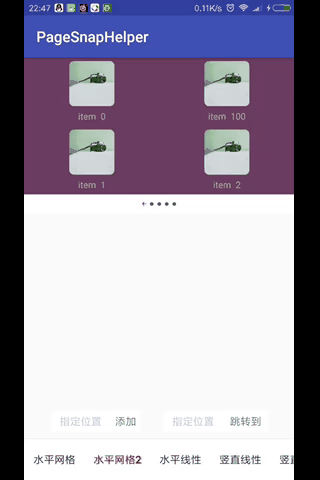 22:47 0.11K/s
PageSnapHelper
item 0 item 100
item 1 item 2
指定位置 添加 指定位置 跳转到
水平网格 水平网格2 水平线性 竖直线性